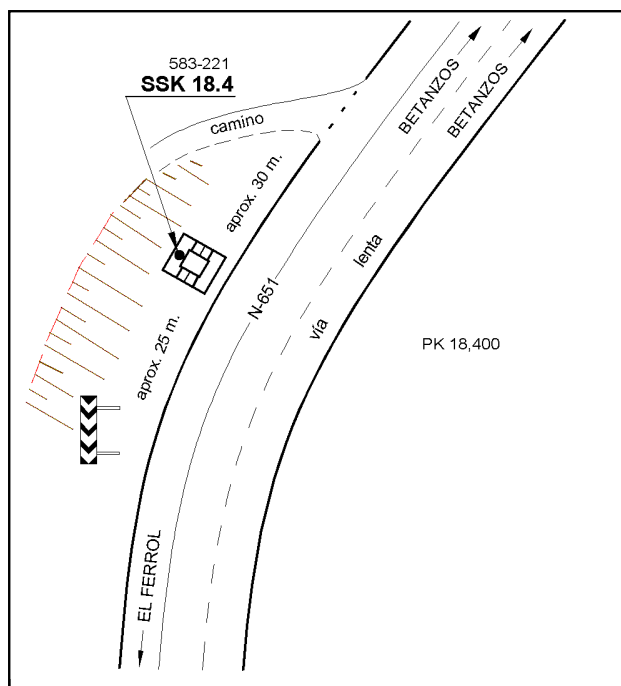 583-221
SSK 18.4
camino
BETANZOS
BETANZOS
aprox. 30 m.
lenta
N-651
vía
PK 18,400
aprox. 25 m.
EL FERROL